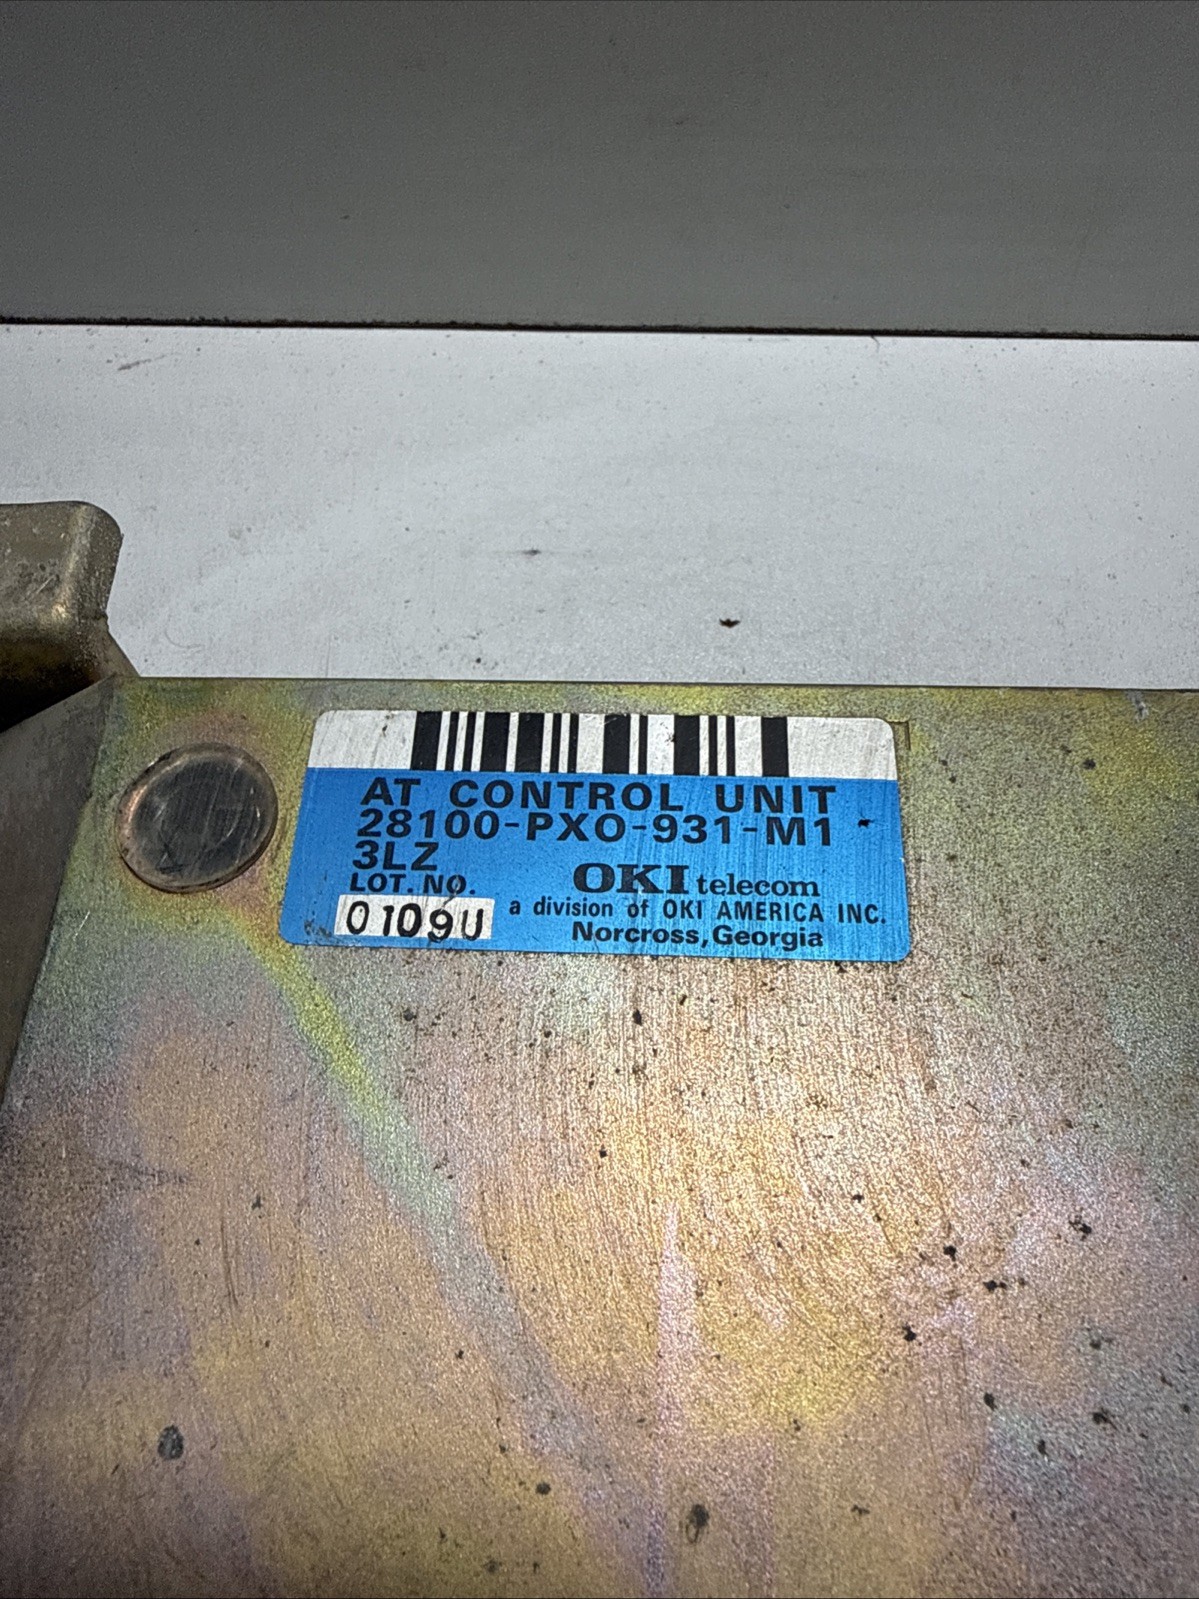 AT CONTROL UNIT
28100-PX0-931-M1
3LZ
LOT. NO.
0109U
OKI telecom
a division of OKI AMERICA INC.
Norcross, Georgia